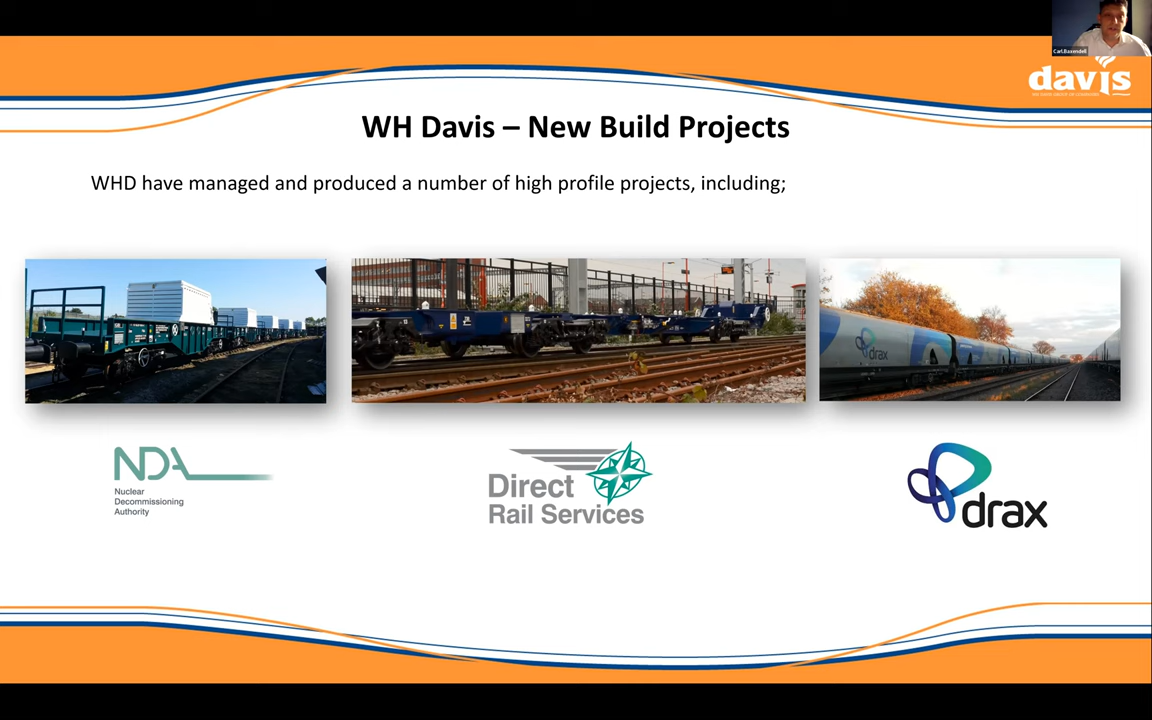 Carl.Baxendell
davis
WH Davis – New Build Projects
WHD have managed and produced a number of high profile projects, including;
drax
NDA
Nuclear
Decommissioning
Authority
Direct
Rail Services
drax